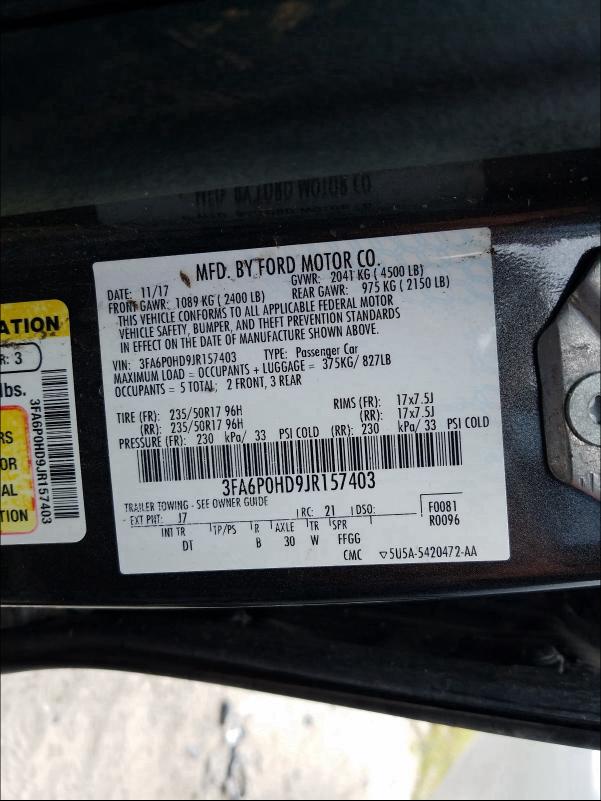 MFD. BY FORD MOTOR CO.
DATE: 11/17 GVWR: 2041 KG ( 4500 LB)
FRONT GAWR: 1089 KG ( 2400 LB) REAR GAWR: 975 KG ( 2150 LB)
THIS VEHICLE CONFORMS TO ALL APPLICABLE FEDERAL MOTOR
VEHICLE SAFETY, BUMPER, AND THEFT PREVENTION STANDARDS
IN EFFECT ON THE DATE OF MANUFACTURE SHOWN ABOVE.
VIN: 3FA6P0HD9JR157403 TYPE: Passenger Car
MAXIMUM LOAD = OCCUPANTS + LUGGAGE = 375KG/ 827LB
OCCUPANTS = 5 TOTAL; 2 FRONT, 3 REAR
TIRE (FR): 235/50R17 96H RIMS (FR): 17x7.5J
(RR): 235/50R17 96H (RR): 17x7.5J
PRESSURE (FR): 230 kPa/ 33 PSI COLD (RR): 230 kPa/ 33 PSI COLD
3FA6P0HD9JR157403
TRAILER TOWING - SEE OWNER GUIDE
EXT PNT: J7 RC: 21 DSO:
F0081
R0096
INT TR TP/PS R AXLE TR SPR
DT B 30 W FFGG
CMC ▽5U5A-5420472-AA
ATION
R: 3
lbs.
RS
OR
AL
TION
3FA6P0HD9JR157403